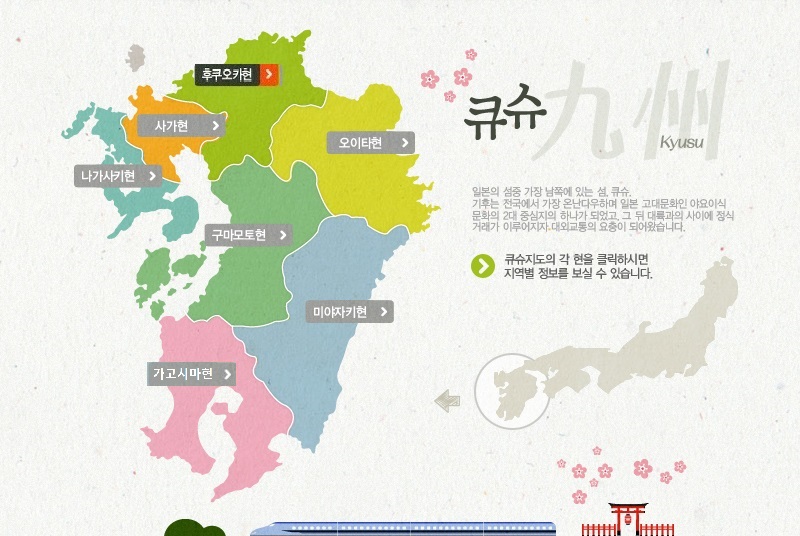 후쿠오카현
사가현
오이타현
나가사키현
구마모토현
미야자키현
가고시마현
큐슈 九州
Kyusu
일본의 섬중 가장 남쪽에 있는 섬, 큐슈.
기후는 전국에서 가장 온난다우하며 일본 고대문화인 야요이식
문화의 2대 중심지의 하나가 되었고, 그 뒤 대륙과의 사이에 정식
거래가 이루어지자 대외교통의 요충이 되어왔습니다.
큐슈지도의 각 현을 클릭하시면
지역별 정보를 보실 수 있습니다.